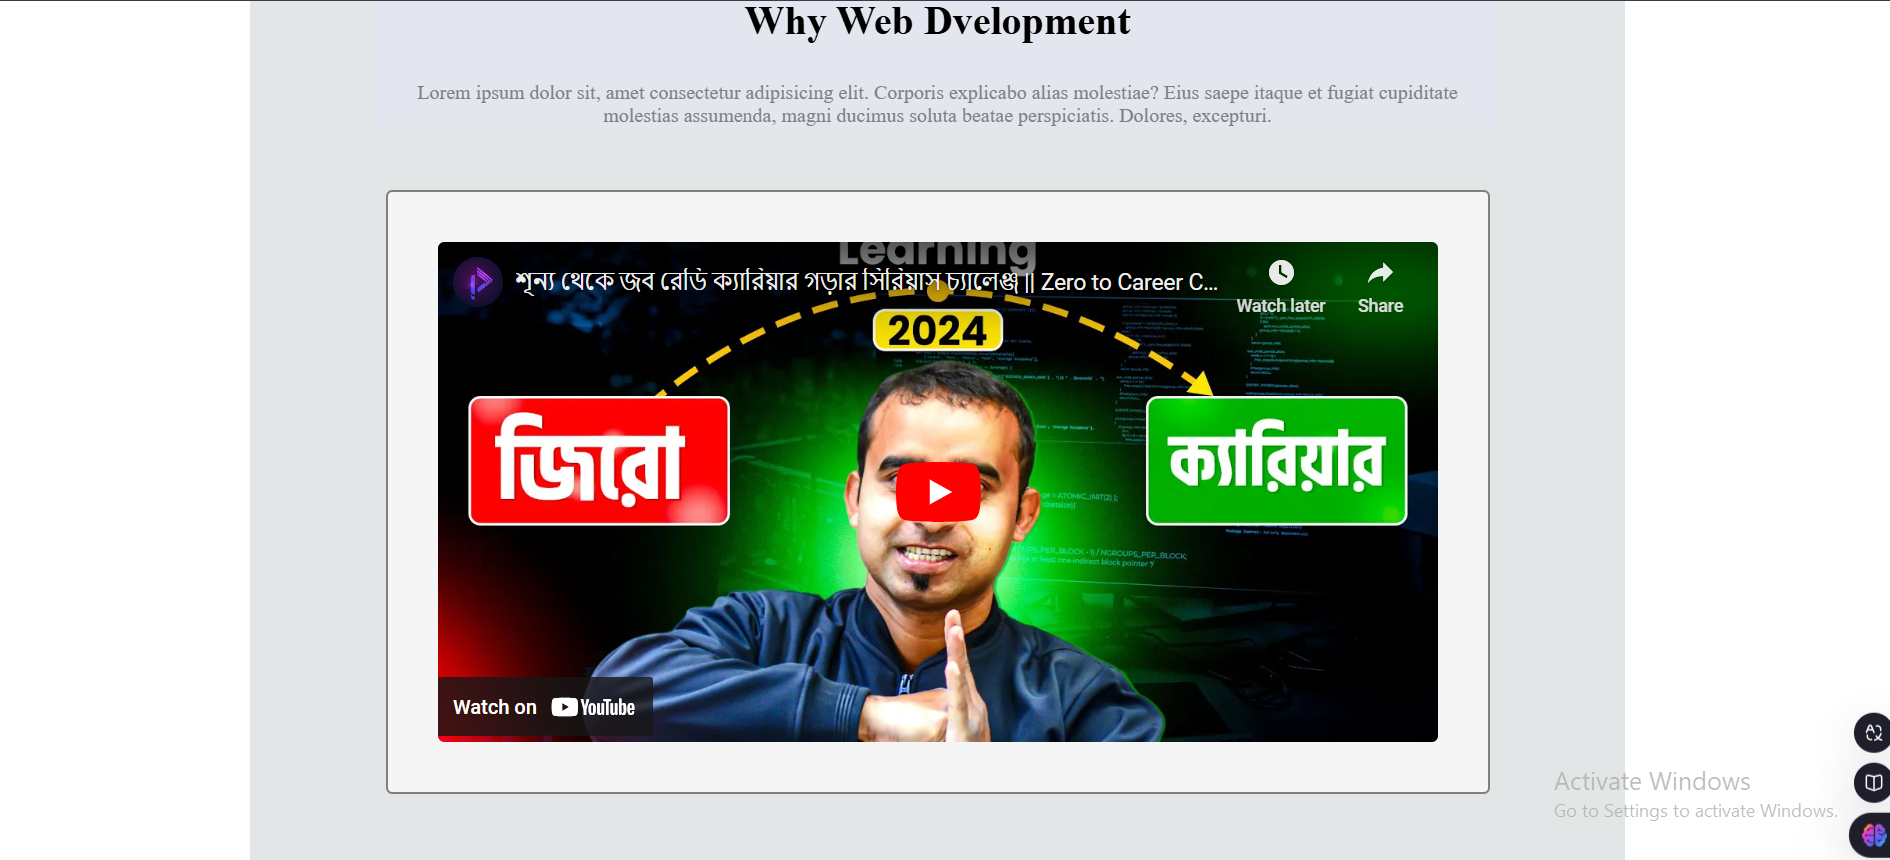 Why Web Dvelopment
Lorem ipsum dolor sit, amet consectetur adipisicing elit. Corporis explicabo alias molestiae? Eius saepe itaque et fugiat cupiditate
molestias assumenda, magni ducimus soluta beatae perspiciatis. Dolores, excepturi.
Learning
শূন্য থেকে জব রেডি ক্যারিয়ার গড়ার সিরিয়াস চ্যালেঞ্জ || Zero to Career C...
Watch later
Share
2024
জিরো
ক্যারিয়ার
Watch on YouTube
Activate Windows
Go to Settings to activate Windows.